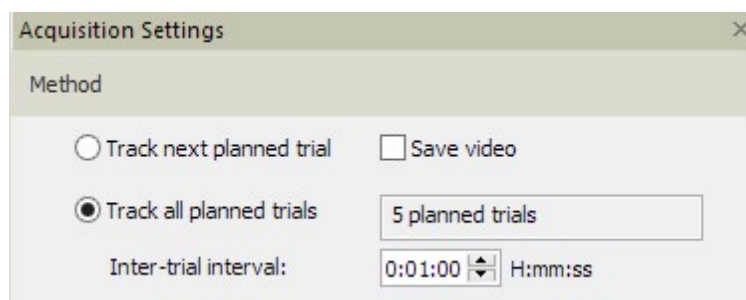 Acquisition Settings
Method
Track next planned trial Save video
Track all planned trials 5 planned trials
Inter-trial interval: 0:01:00 H:mm:ss